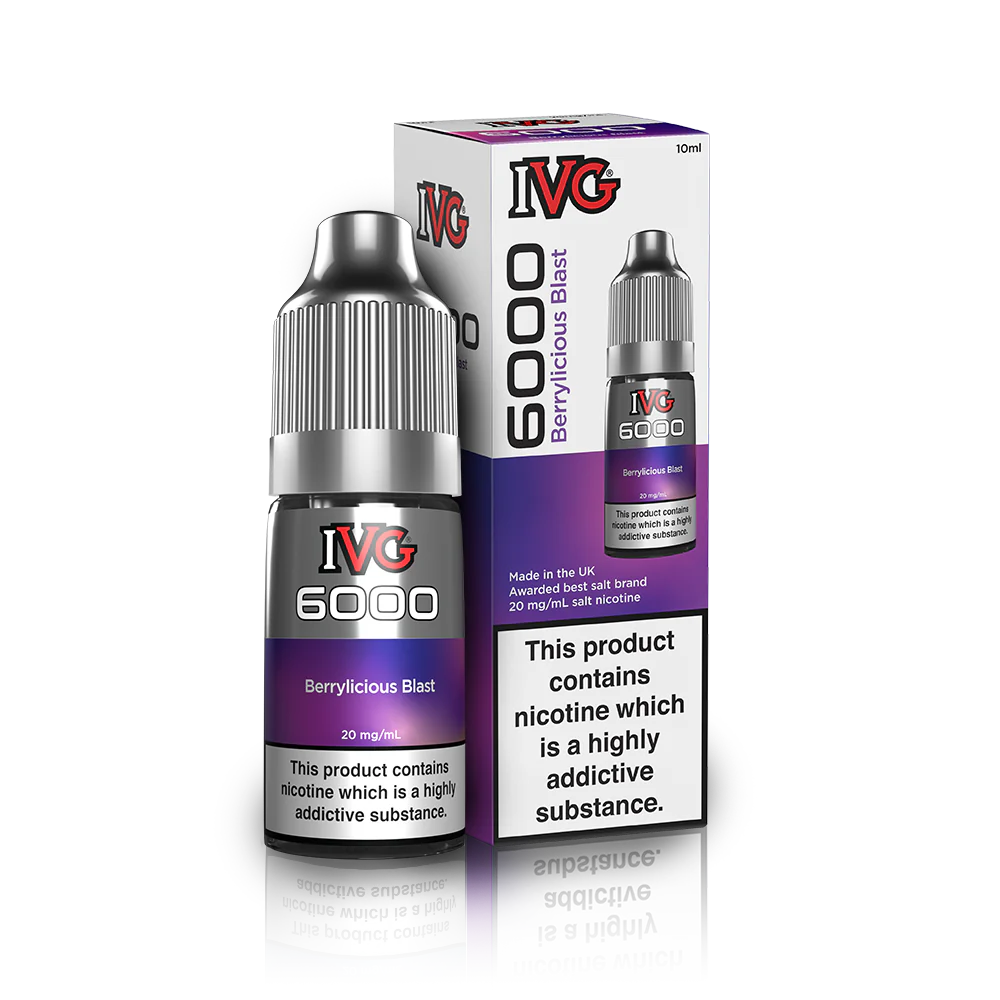 IVG
6000
10ml
IVG®
6000
Berrylicious Blast
IVG
6000
Berrylicious Blast
20 mg/mL
This product contains
nicotine which is a highly
addictive substance.
Made in the UK
Awarded best salt brand
20 mg/mL salt nicotine
This product
contains
nicotine which
is a highly
addictive
substance.
IVG®
IVG®
6000
Berrylicious Blast
20 mg/mL
This product contains
nicotine which is a highly
addictive substance.